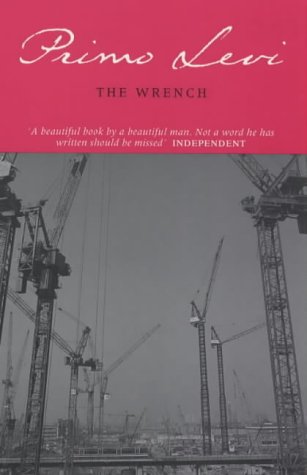 Primo Levi
THE WRENCH
'A beautiful book by a beautiful man. Not a word he has
written should be missed' INDEPENDENT